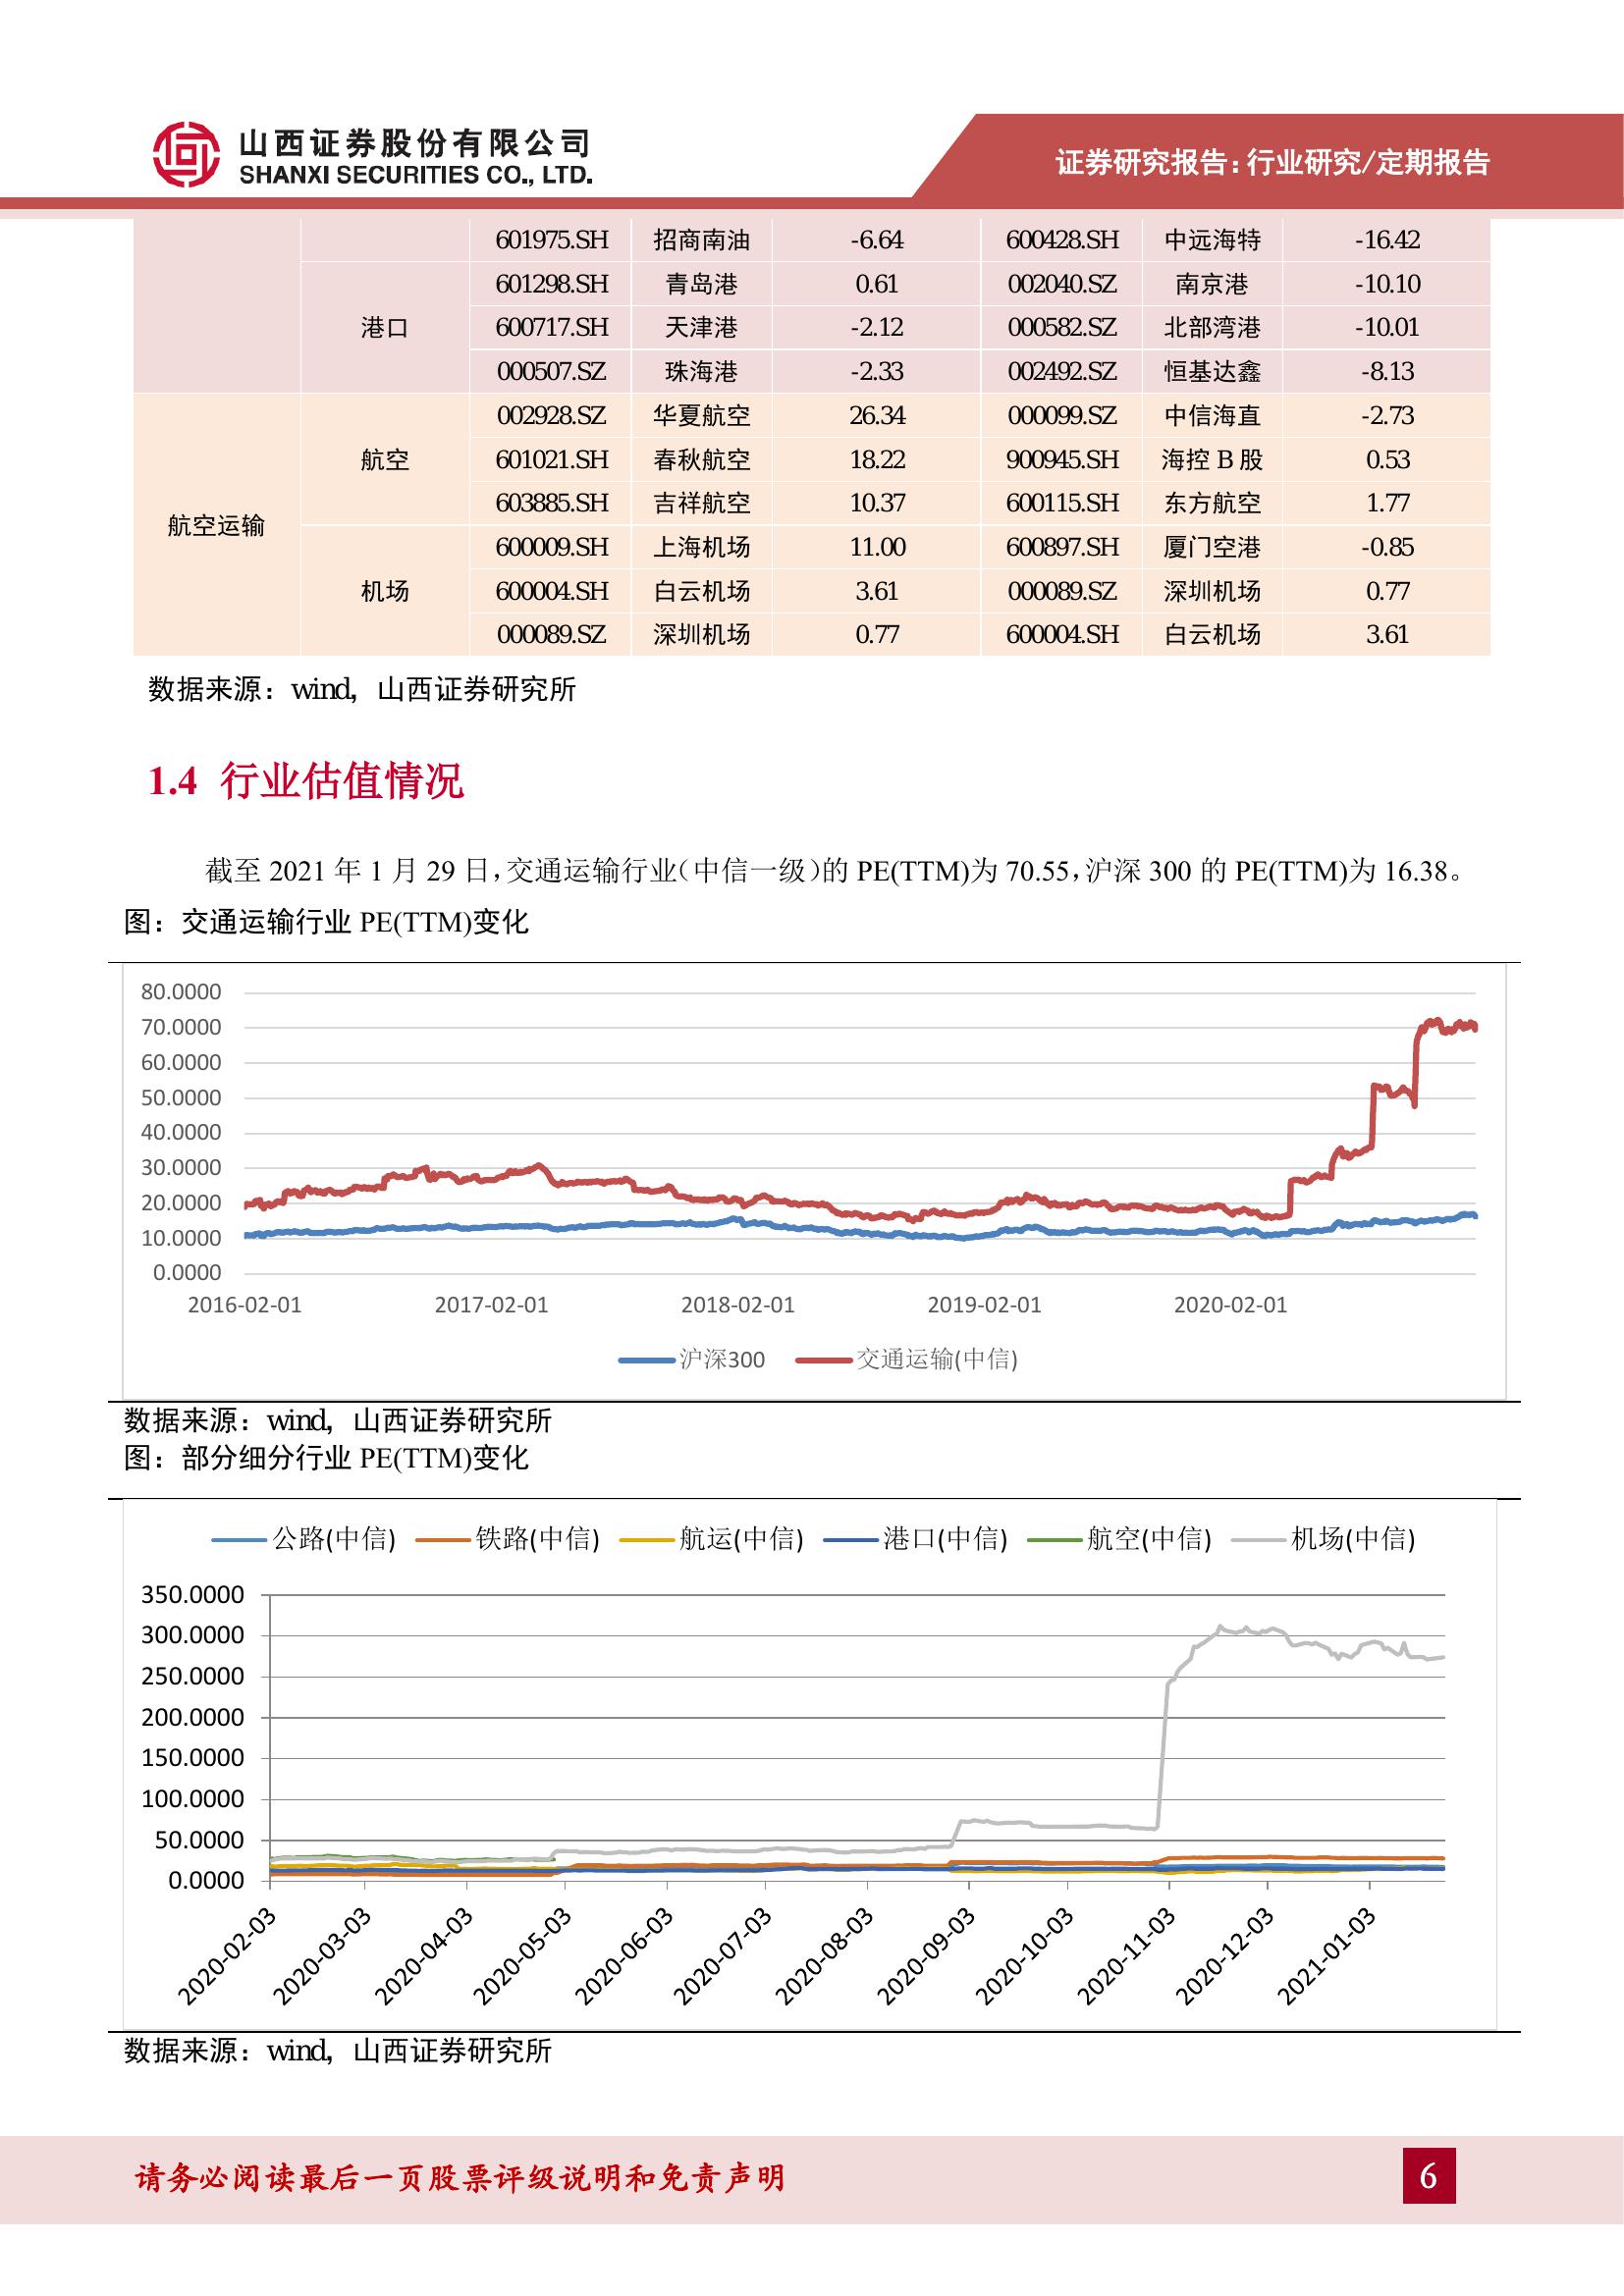 山西证券股份有限公司
SHANXI SECURITIES CO., LTD.
证券研究报告：行业研究/定期报告
601975.SH 招商南油 -6.64 600428.SH 中远海特 -16.42
港口 601298.SH 青岛港 0.61 002040.SZ 南京港 -10.10
600717.SH 天津港 -2.12 000582.SZ 北部湾港 -10.01
000507.SZ 珠海港 -2.33 002492.SZ 恒基达鑫 -8.13
航空运输 航空 002928.SZ 华夏航空 26.34 000099.SZ 中信海直 -2.73
601021.SH 春秋航空 18.22 900945.SH 海控 B 股 0.53
603885.SH 吉祥航空 10.37 600115.SH 东方航空 1.77
机场 600009.SH 上海机场 11.00 600897.SH 厦门空港 -0.85
600004.SH 白云机场 3.61 000089.SZ 深圳机场 0.77
000089.SZ 深圳机场 0.77 600004.SH 白云机场 3.61
数据来源：wind，山西证券研究所
1.4 行业估值情况
截至 2021 年 1 月 29 日，交通运输行业（中信一级）的 PE(TTM)为 70.55，沪深 300 的 PE(TTM)为 16.38。
图：交通运输行业 PE(TTM)变化
80.0000
70.0000
60.0000
50.0000
40.0000
30.0000
20.0000
10.0000
0.0000
2016-02-01 2017-02-01 2018-02-01 2019-02-01 2020-02-01
沪深300 交通运输(中信)
数据来源：wind，山西证券研究所
图：部分细分行业 PE(TTM)变化
公路(中信) 铁路(中信) 航运(中信) 港口(中信) 航空(中信) 机场(中信)
350.0000
300.0000
250.0000
200.0000
150.0000
100.0000
50.0000
0.0000
2020-02-03 2020-03-03 2020-04-03 2020-05-03 2020-06-03 2020-07-03 2020-08-03 2020-09-03 2020-10-03 2020-11-03 2020-12-03 2021-01-03
数据来源：wind，山西证券研究所
请务必阅读最后一页股票评级说明和免责声明
6